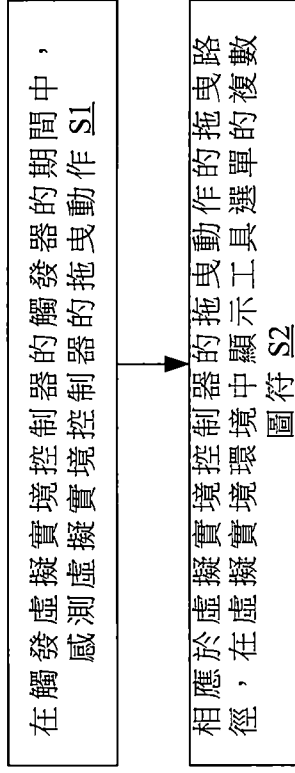 在觸發虛擬實境控制器的觸發器的期間中，
感測虛擬實境控制器的拖曳動作 S1
相應於虛擬實境控制器的拖曳動作的拖曳路
徑，在虛擬實境環境中顯示工具選單的複數
圖符 S2